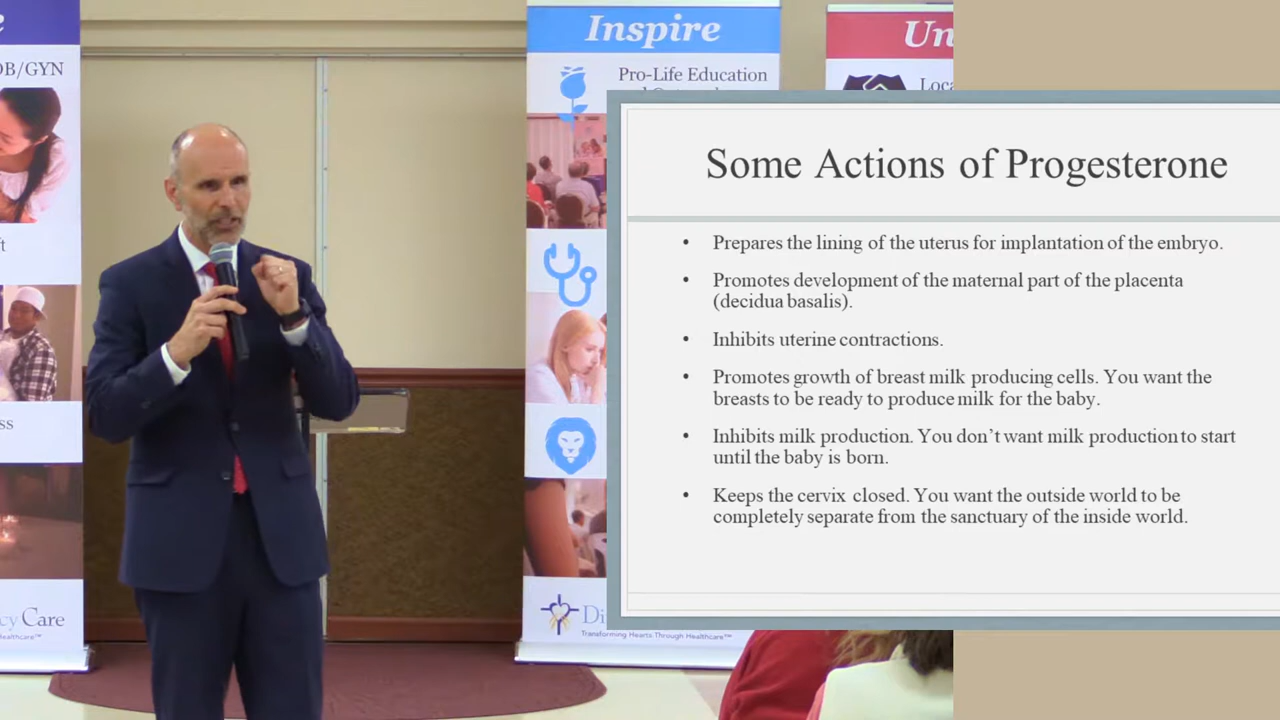 OB/GYN
ss
cy Care
Healthcare™
Inspire
Pro-Life Education
Transforming Hearts Through Healthcare™
Un
Loca
Some Actions of Progesterone
• Prepares the lining of the uterus for implantation of the embryo.
• Promotes development of the maternal part of the placenta
(decidua basalis).
• Inhibits uterine contractions.
• Promotes growth of breast milk producing cells. You want the
breasts to be ready to produce milk for the baby.
• Inhibits milk production. You don’t want milk production to start
until the baby is born.
• Keeps the cervix closed. You want the outside world to be
completely separate from the sanctuary of the inside world.